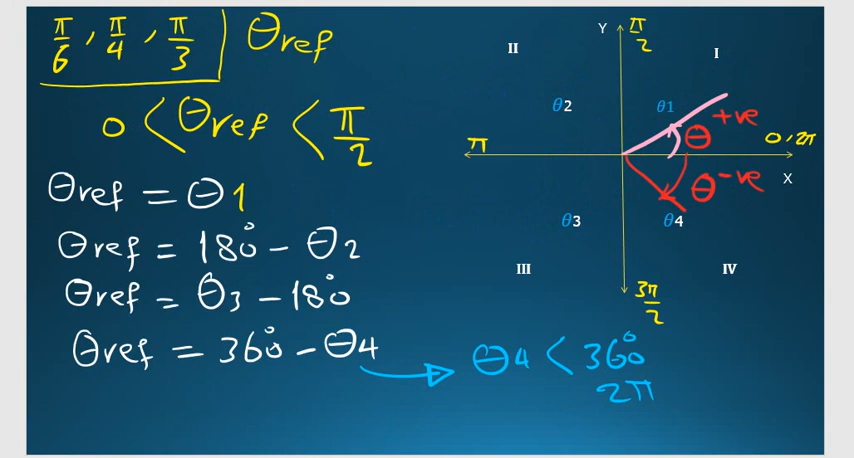 π/6 , π/4 , π/3 θref
0 < θref < π/2
θref = θ1
θref = 180° − θ2
θref = θ3 − 180°
θref = 360° − θ4
θ4 < 360°
2π
Y π/2
II
I
θ2
θ1
θ +ve
π
0,2π
X
θ −ve
θ3
θ4
III
IV
3π/2